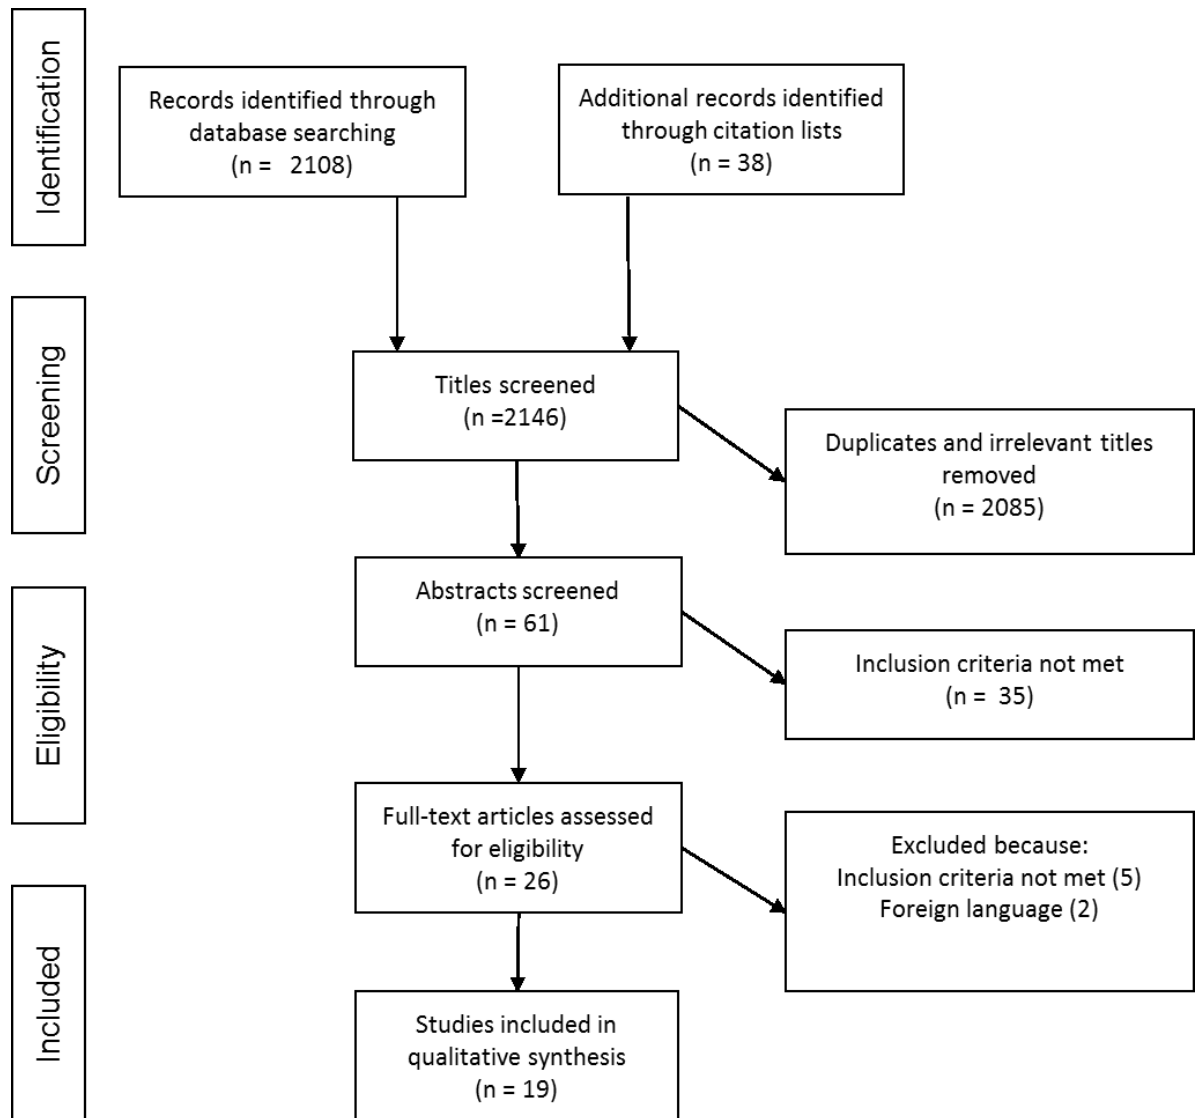 Identification
Records identified through
database searching
(n =   2108)
Additional records identified
through citation lists
(n = 38)
Screening
Titles screened
(n =2146)
Duplicates and irrelevant titles
removed
(n = 2085)
Eligibility
Abstracts screened
(n = 61)
Inclusion criteria not met
(n =  35)
Full-text articles assessed
for eligibility
(n = 26)
Excluded because:
Inclusion criteria not met (5)
Foreign language (2)
Included
Studies included in
qualitative synthesis
(n = 19)